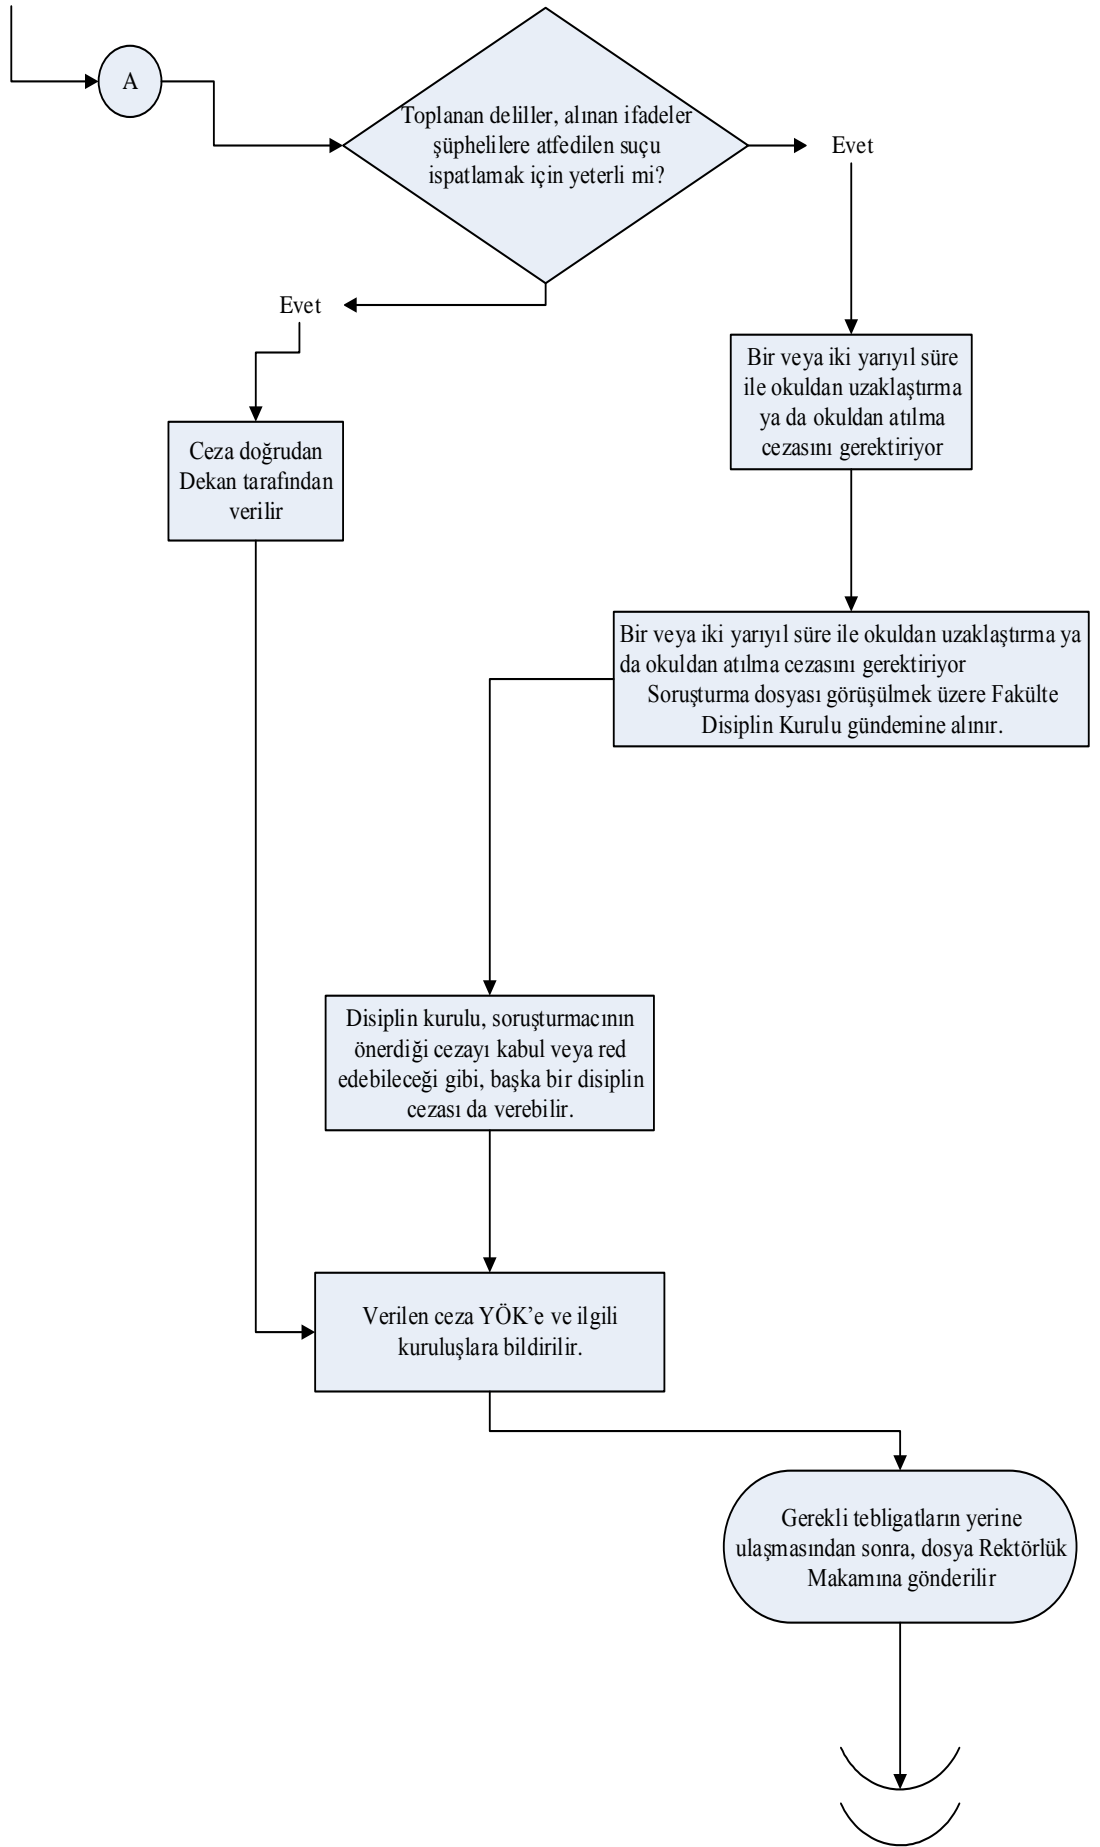 A
Toplanan deliller, alınan ifadeler
şüphelilere atfedilen suçu
ispatlamak için yeterli mi?
Evet
Evet
Bir veya iki yarıyıl süre
ile okuldan uzaklaştırma
ya da okuldan atılma
cezasını gerektiriyor
Ceza doğrudan
Dekan tarafından
verilir
Bir veya iki yarıyıl süre ile okuldan uzaklaştırma ya
da okuldan atılma cezasını gerektiriyor
Soruşturma dosyası görüşülmek üzere Fakülte
Disiplin Kurulu gündemine alınır.
Disiplin kurulu, soruşturmacının
önerdiği cezayı kabul veya red
edebileceği gibi, başka bir disiplin
cezası da verebilir.
Verilen ceza YÖK’e ve ilgili
kuruluşlara bildirilir.
Gerekli tebligatların yerine
ulaşmasından sonra, dosya Rektörlük
Makamına gönderilir